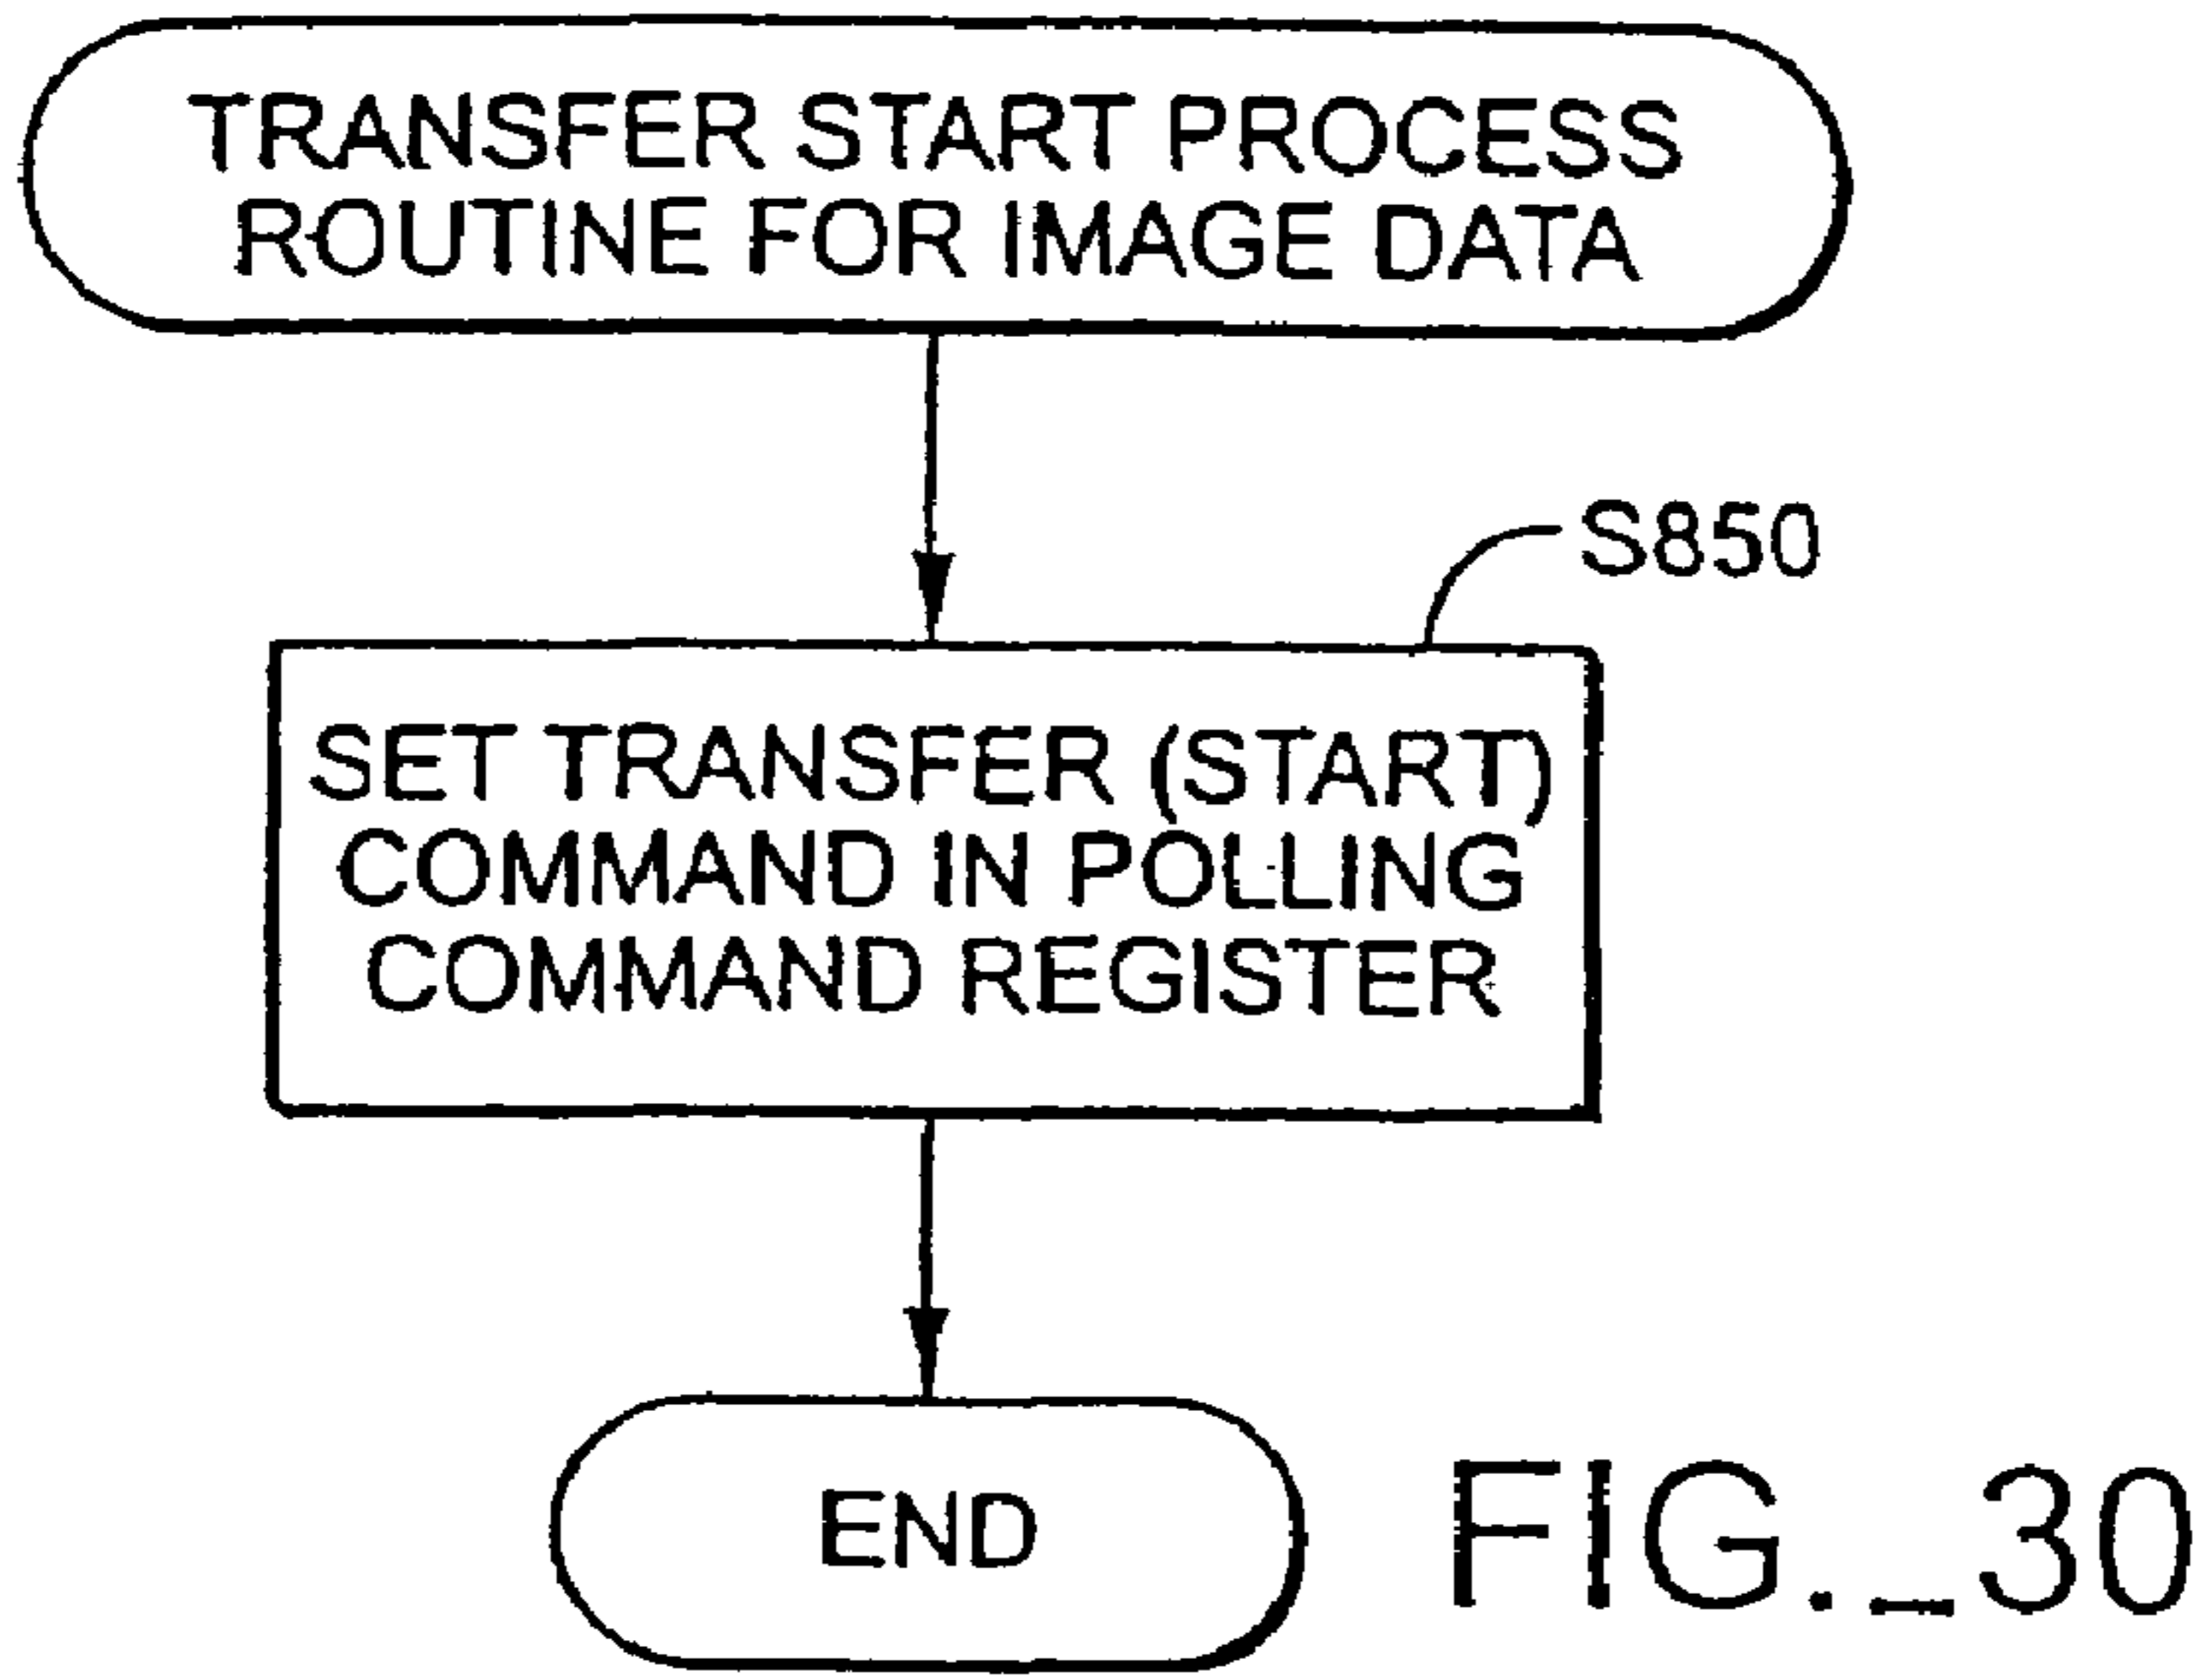 TRANSFER START PROCESS
ROUTINE FOR IMAGE DATA
S850
SET TRANSFER (START)
COMMAND IN POLLING
COMMAND REGISTER
END
FIG._30